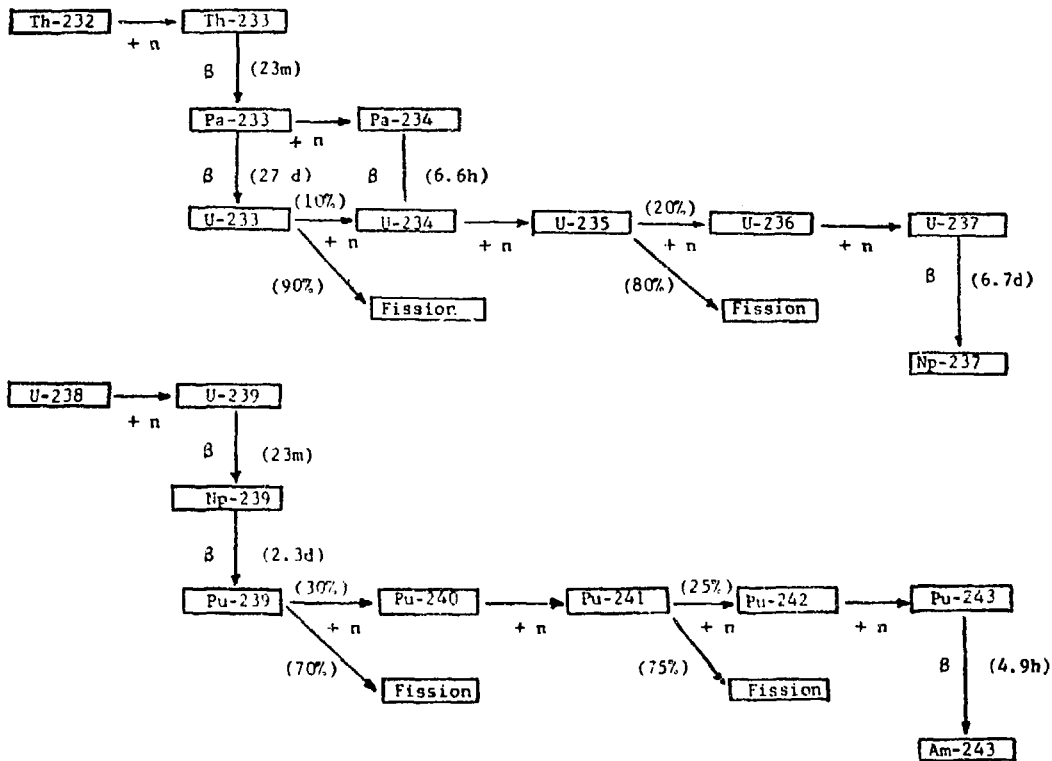 Th-232 Th-233
+ n
β (23m)
Pa-233 Pa-234
+ n
β (27 d) β (6.6h)
(10%) (20%)
U-233 U-234 U-235 U-236 U-237
+ n + n + n + n
(90%) (80%) β (6.7d)
Fission Fission
Np-237
U-238 U-239
+ n
β (23m)
Np-239
β (2.3d)
(30%) (25%)
Pu-239 Pu-240 Pu-241 Pu-242 Pu-243
+ n + n + n + n
(70%) (75%) β (4.9h)
Fission Fission
Am-243